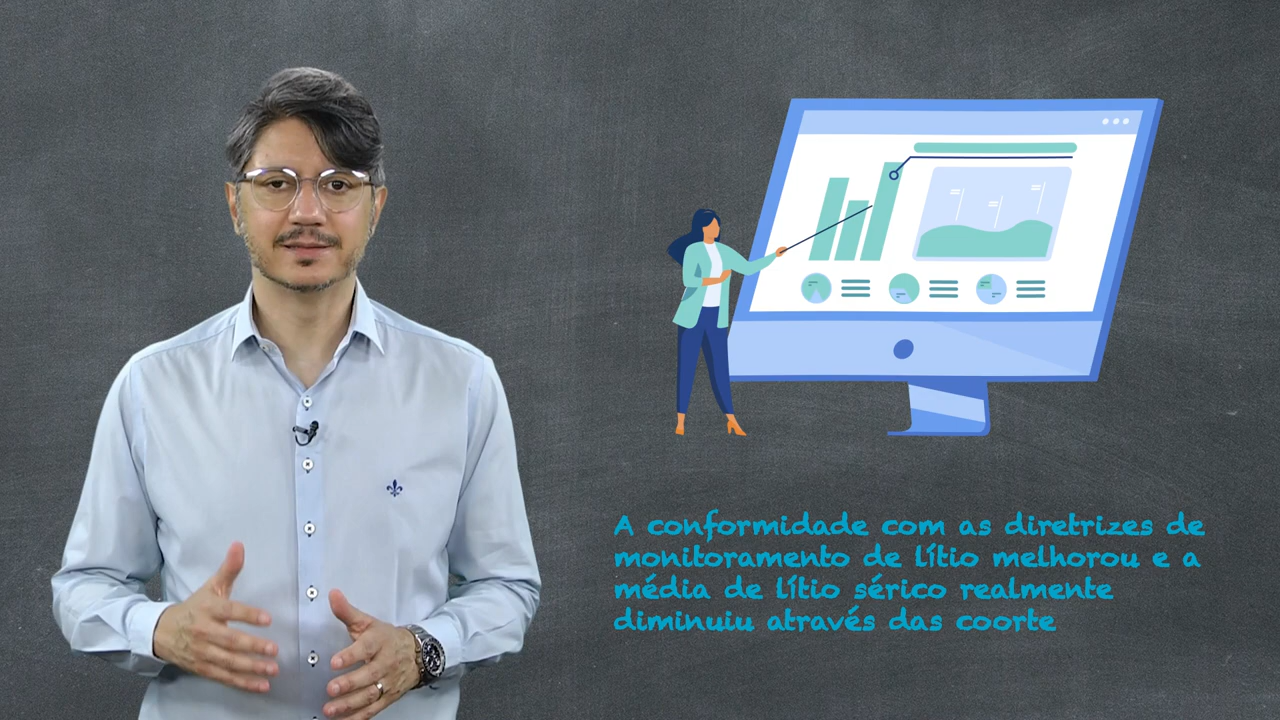 A conformidade com as diretrizes de
monitoramento de lítio melhorou e a
média de lítio sérico realmente
diminuiu através das coorte